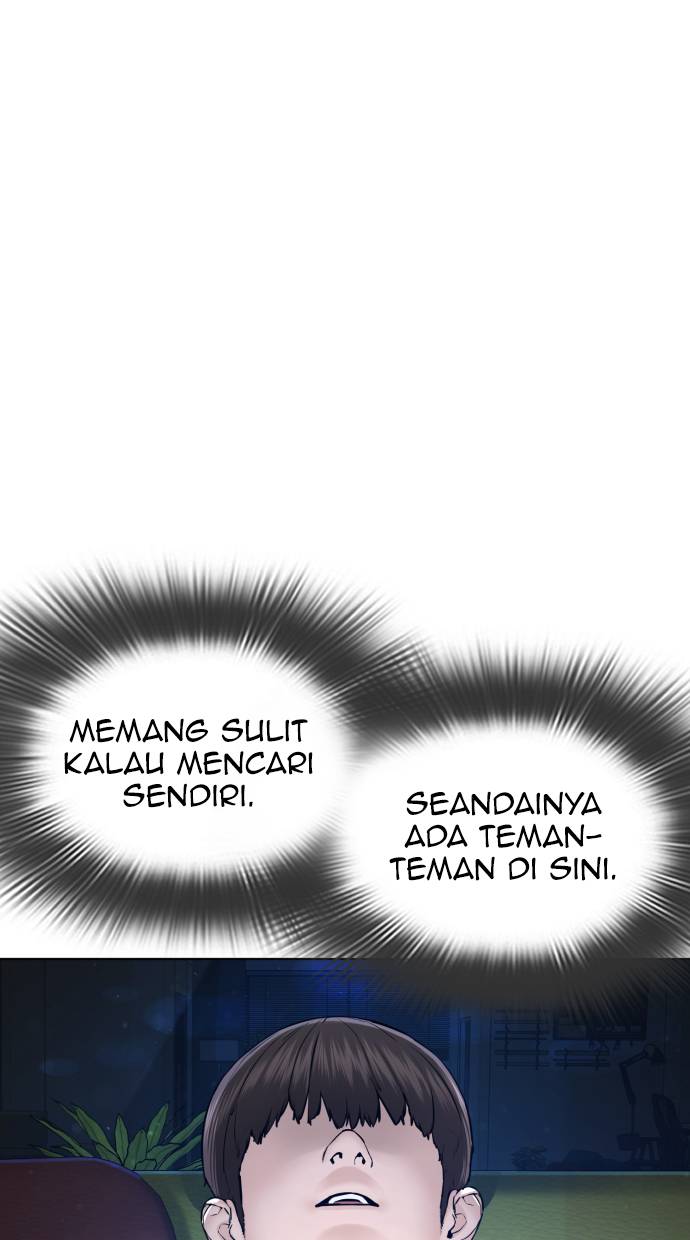 MEMANG SULIT
KALAU MENCARI
SENDIRI.
SEANDAINYA
ADA TEMAN-
TEMAN DI SINI.